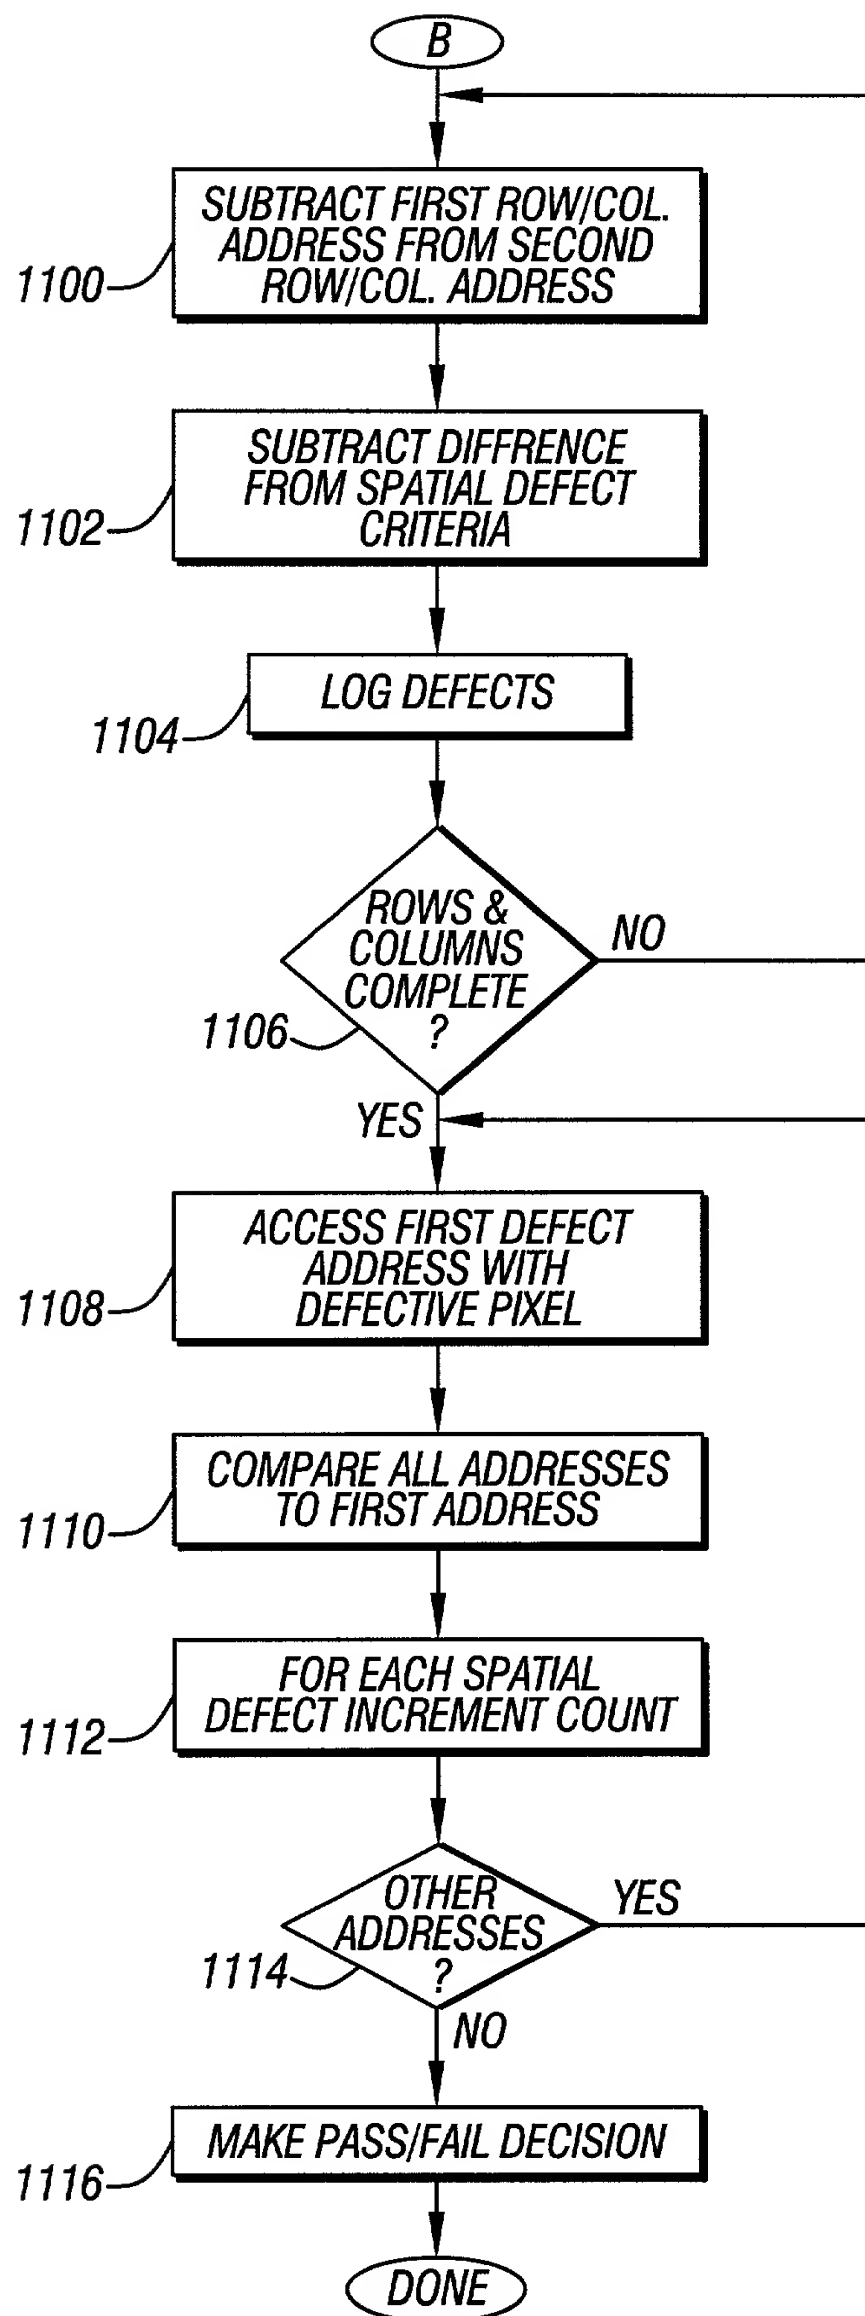 B
SUBTRACT FIRST ROW/COL.
ADDRESS FROM SECOND
ROW/COL. ADDRESS
1100
SUBTRACT DIFFRENCE
FROM SPATIAL DEFECT
CRITERIA
1102
LOG DEFECTS
1104
ROWS &
COLUMNS
COMPLETE
?
NO
1106
YES
ACCESS FIRST DEFECT
ADDRESS WITH
DEFECTIVE PIXEL
1108
COMPARE ALL ADDRESSES
TO FIRST ADDRESS
1110
FOR EACH SPATIAL
DEFECT INCREMENT COUNT
1112
OTHER
ADDRESSES
?
YES
1114
NO
MAKE PASS/FAIL DECISION
1116
DONE